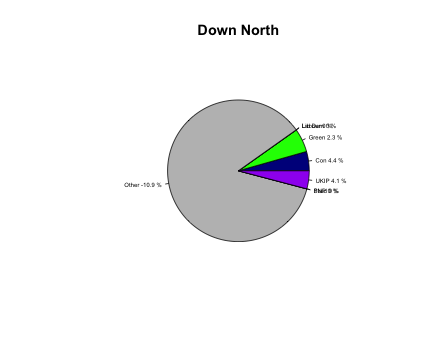 Down North
Green 2.3 %
Con 4.4 %
UKIP 4.1 %
Other -10.9 %